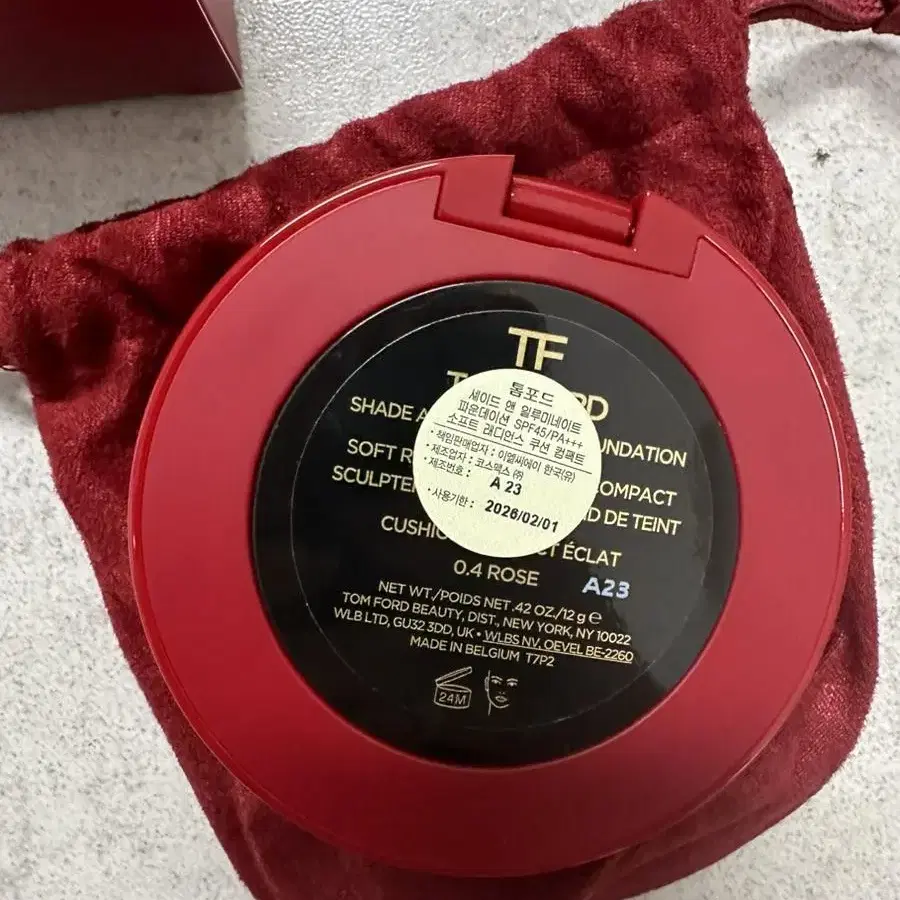 TF
T RD
SHADE A OUNDATION
SOFT R COMPACT
SCULPTE ND DE TEINT
CUSHIO CT ÉCLAT
0.4 ROSE A23
NET WT./POIDS NET .42 OZ./12 g ℮
TOM FORD BEAUTY, DIST., NEW YORK, NY 10022
WLB LTD, GU32 3DD, UK • WLBS NV, OEVEL BE-2260
MADE IN BELGIUM T7P2
24M
톰포드
셰이드 앤 일루미네이트
파운데이션 SPF45/PA+++
소프트 래디언스 쿠션 컴팩트
·책임판매업자 : 이엘씨에이 한국(유)
·제조업자 : 코스맥스 ㈜
·제조번호 : A 23
·사용기한 : 2026/02/01